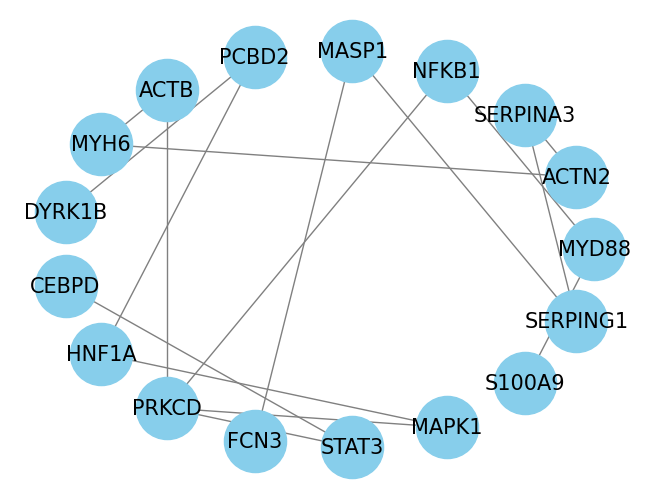 MASP1
PCBD2
NFKB1
ACTB
SERPINA3
MYH6
ACTN2
DYRK1B
MYD88
CEBPD
SERPING1
HNF1A
S100A9
PRKCD
MAPK1
FCN3
STAT3